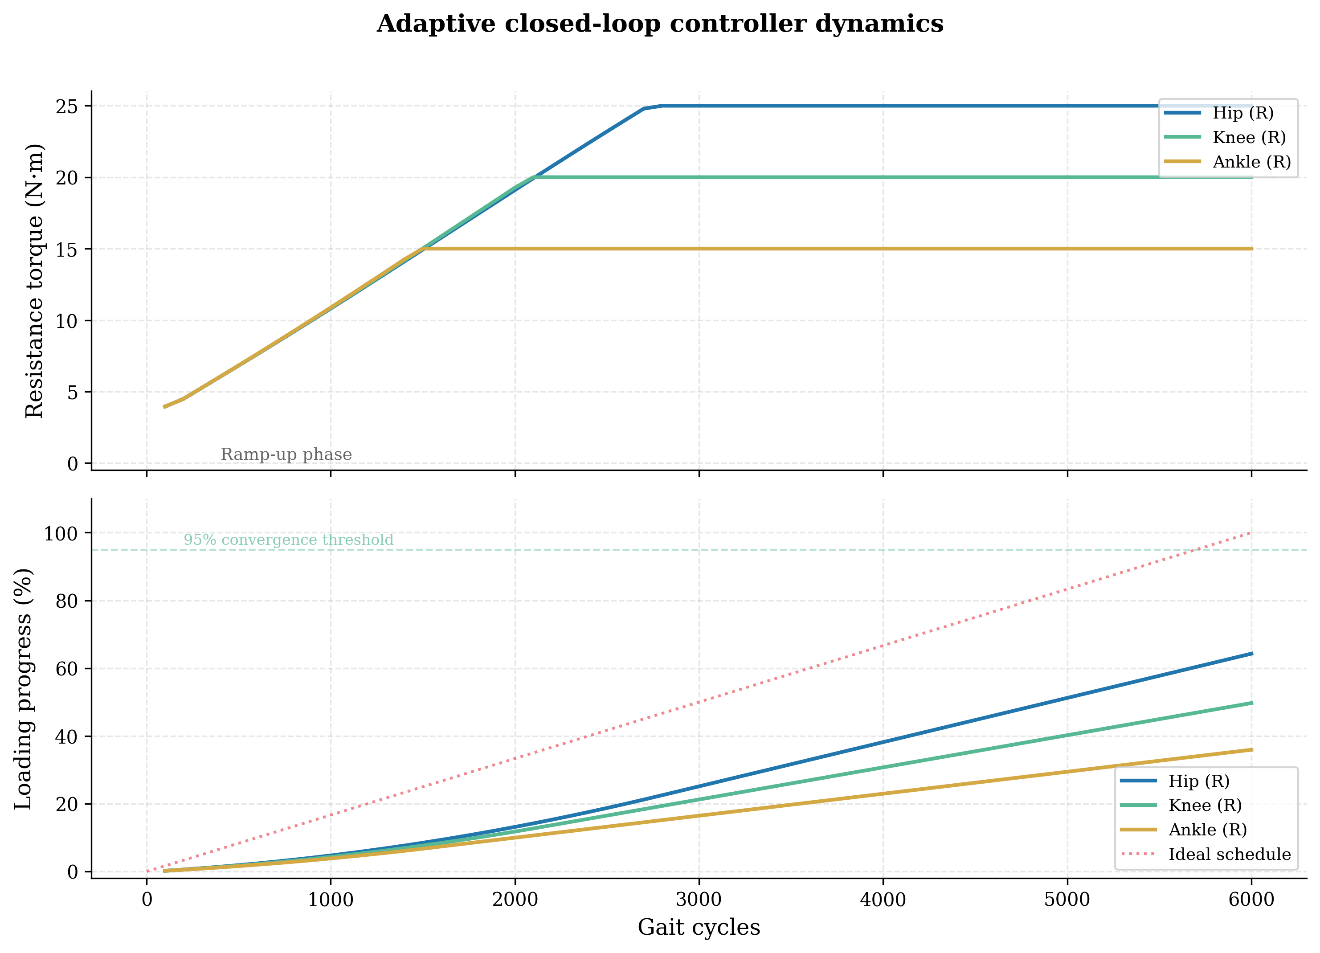 Adaptive closed-loop controller dynamics
Resistance torque (N·m)
25
20
15
10
5
0
Hip (R)
Knee (R)
Ankle (R)
Ramp-up phase
Loading progress (%)
100
80
60
40
20
0
95% convergence threshold
Hip (R)
Knee (R)
Ankle (R)
Ideal schedule
0 1000 2000 3000 4000 5000 6000
Gait cycles